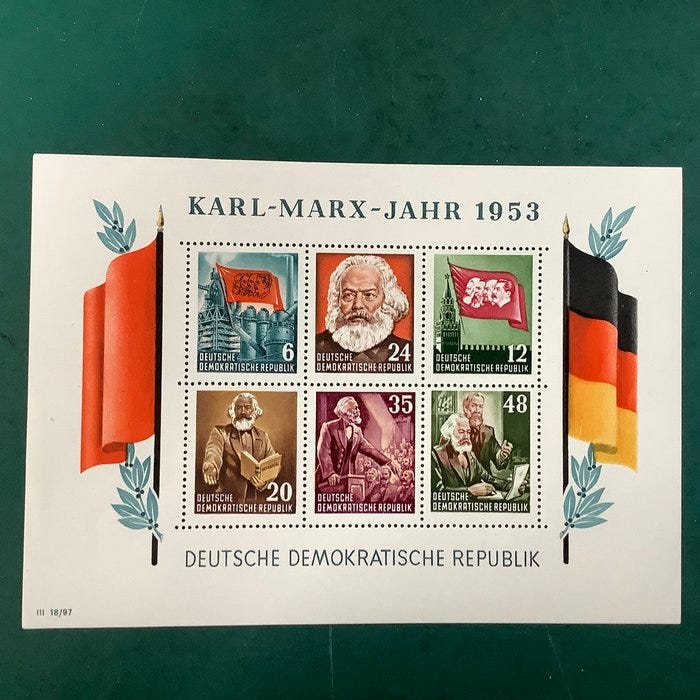 KARL-MARX-JAHR 1953
6
DEUTSCHE
DEMOKRATISCHE REPUBLIK
24
DEUTSCHE
DEMOKRATISCHE REPUBLIK
12
DEUTSCHE
DEMOKRATISCHE REPUBLIK
20
DEUTSCHE
DEMOKRATISCHE REPUBLIK
35
DEUTSCHE
DEMOKRATISCHE REPUBLIK
48
DEUTSCHE
DEMOKRATISCHE REPUBLIK
DEUTSCHE DEMOKRATISCHE REPUBLIK
III 18/97